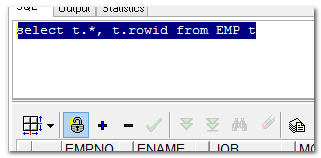 SQL Output Statistics
select t.*, t.rowid from EMP t
EMPNO ENAME JOB